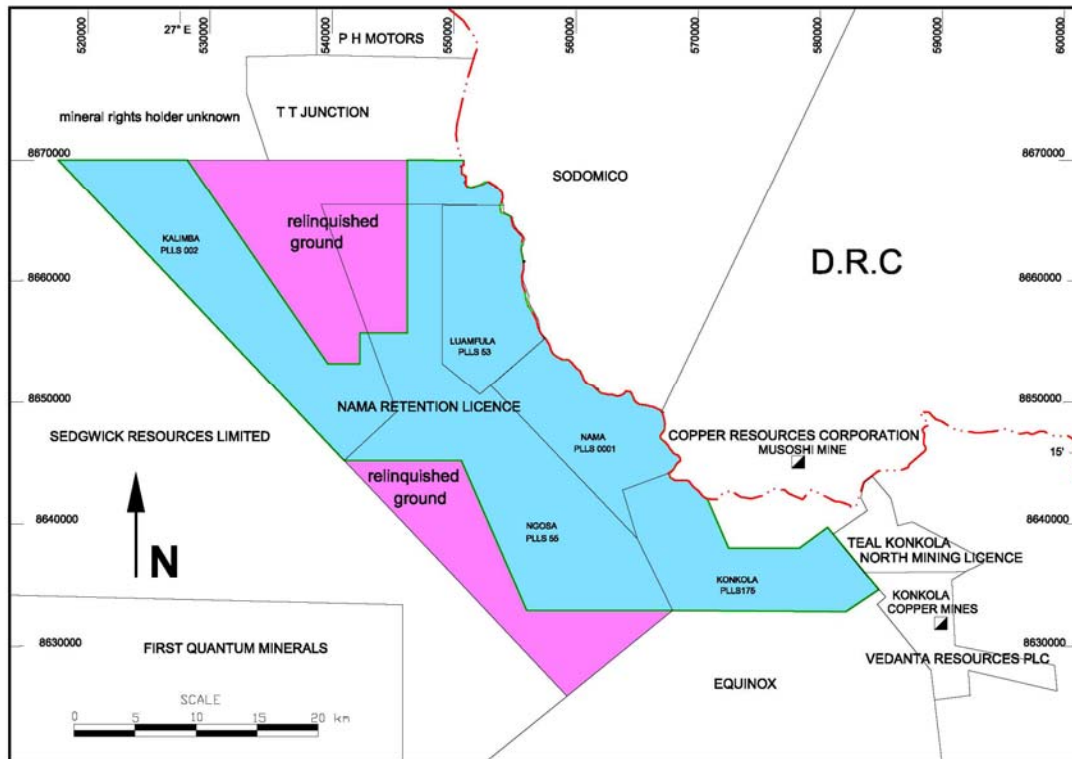 520000
27° E
530000
540000
550000
560000
570000
580000
590000
600000
P H MOTORS
mineral rights holder unknown
T T JUNCTION
8670000
8670000
SODOMICO
relinquished
ground
KALIMBA
PLLS 002
D.R.C
8660000
8660000
LUAMFULA
PLLS 53
8650000
8650000
NAMA RETENTION LICENCE
SEDGWICK RESOURCES LIMITED
NAMA
PLLS 0001
COPPER RESOURCES CORPORATION
MUSOSHI MINE
15'
relinquished
ground
8640000
8640000
NGOSA
PLLS 55
TEAL KONKOLA
NORTH MINING LICENCE
N
KONKOLA
PLLS175
KONKOLA
COPPER MINES
8630000
8630000
FIRST QUANTUM MINERALS
VEDANTA RESOURCES PLC
EQUINOX
SCALE
0 5 10 15 20 km